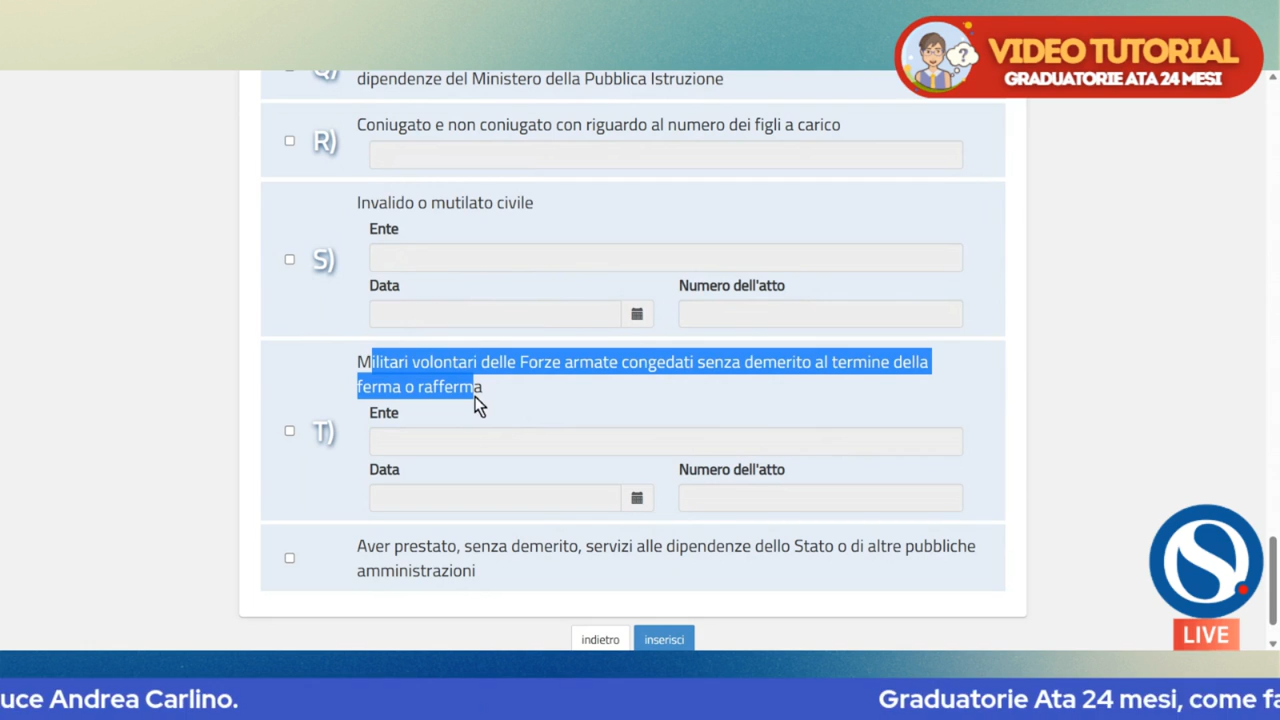 VIDEO TUTORIAL
GRADUATORIE ATA 24 MESI
Q)
dipendenze del Ministero della Pubblica Istruzione
R)
Coniugato e non coniugato con riguardo al numero dei figli a carico
S)
Invalido o mutilato civile
Ente
Data
Numero dell'atto
T)
Militari volontari delle Forze armate congedati senza demerito al termine della
ferma o rafferma
Ente
Data
Numero dell'atto
Aver prestato, senza demerito, servizi alle dipendenze dello Stato o di altre pubbliche
amministrazioni
indietro
inserisci
S
LIVE
uce Andrea Carlino.
Graduatorie Ata 24 mesi, come fa